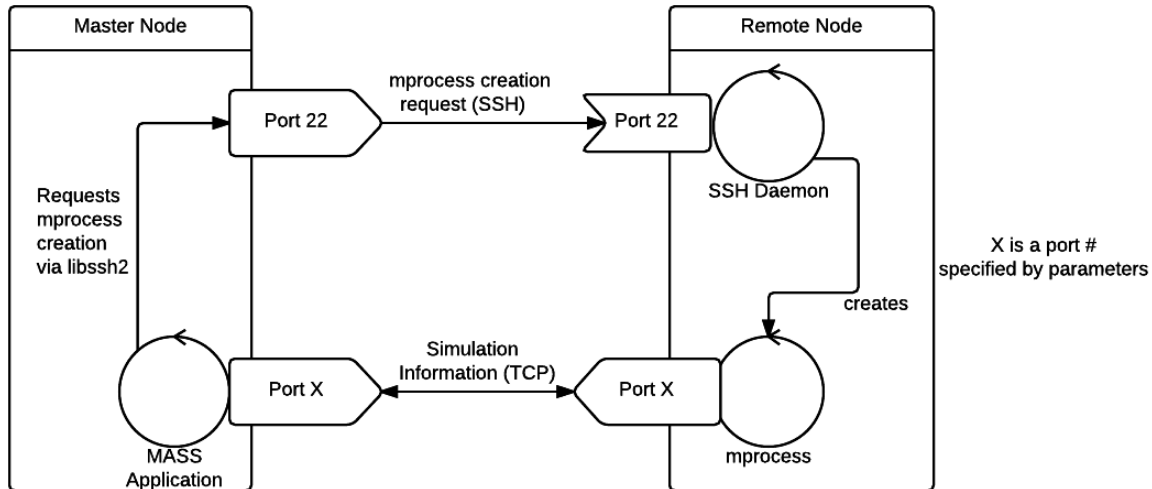 Master Node
Remote Node
mprocess creation
request (SSH)
Port 22
Port 22
SSH Daemon
Requests
mprocess
creation
via libssh2
X is a port #
specified by parameters
creates
Simulation
Information (TCP)
Port X
Port X
MASS
Application
mprocess